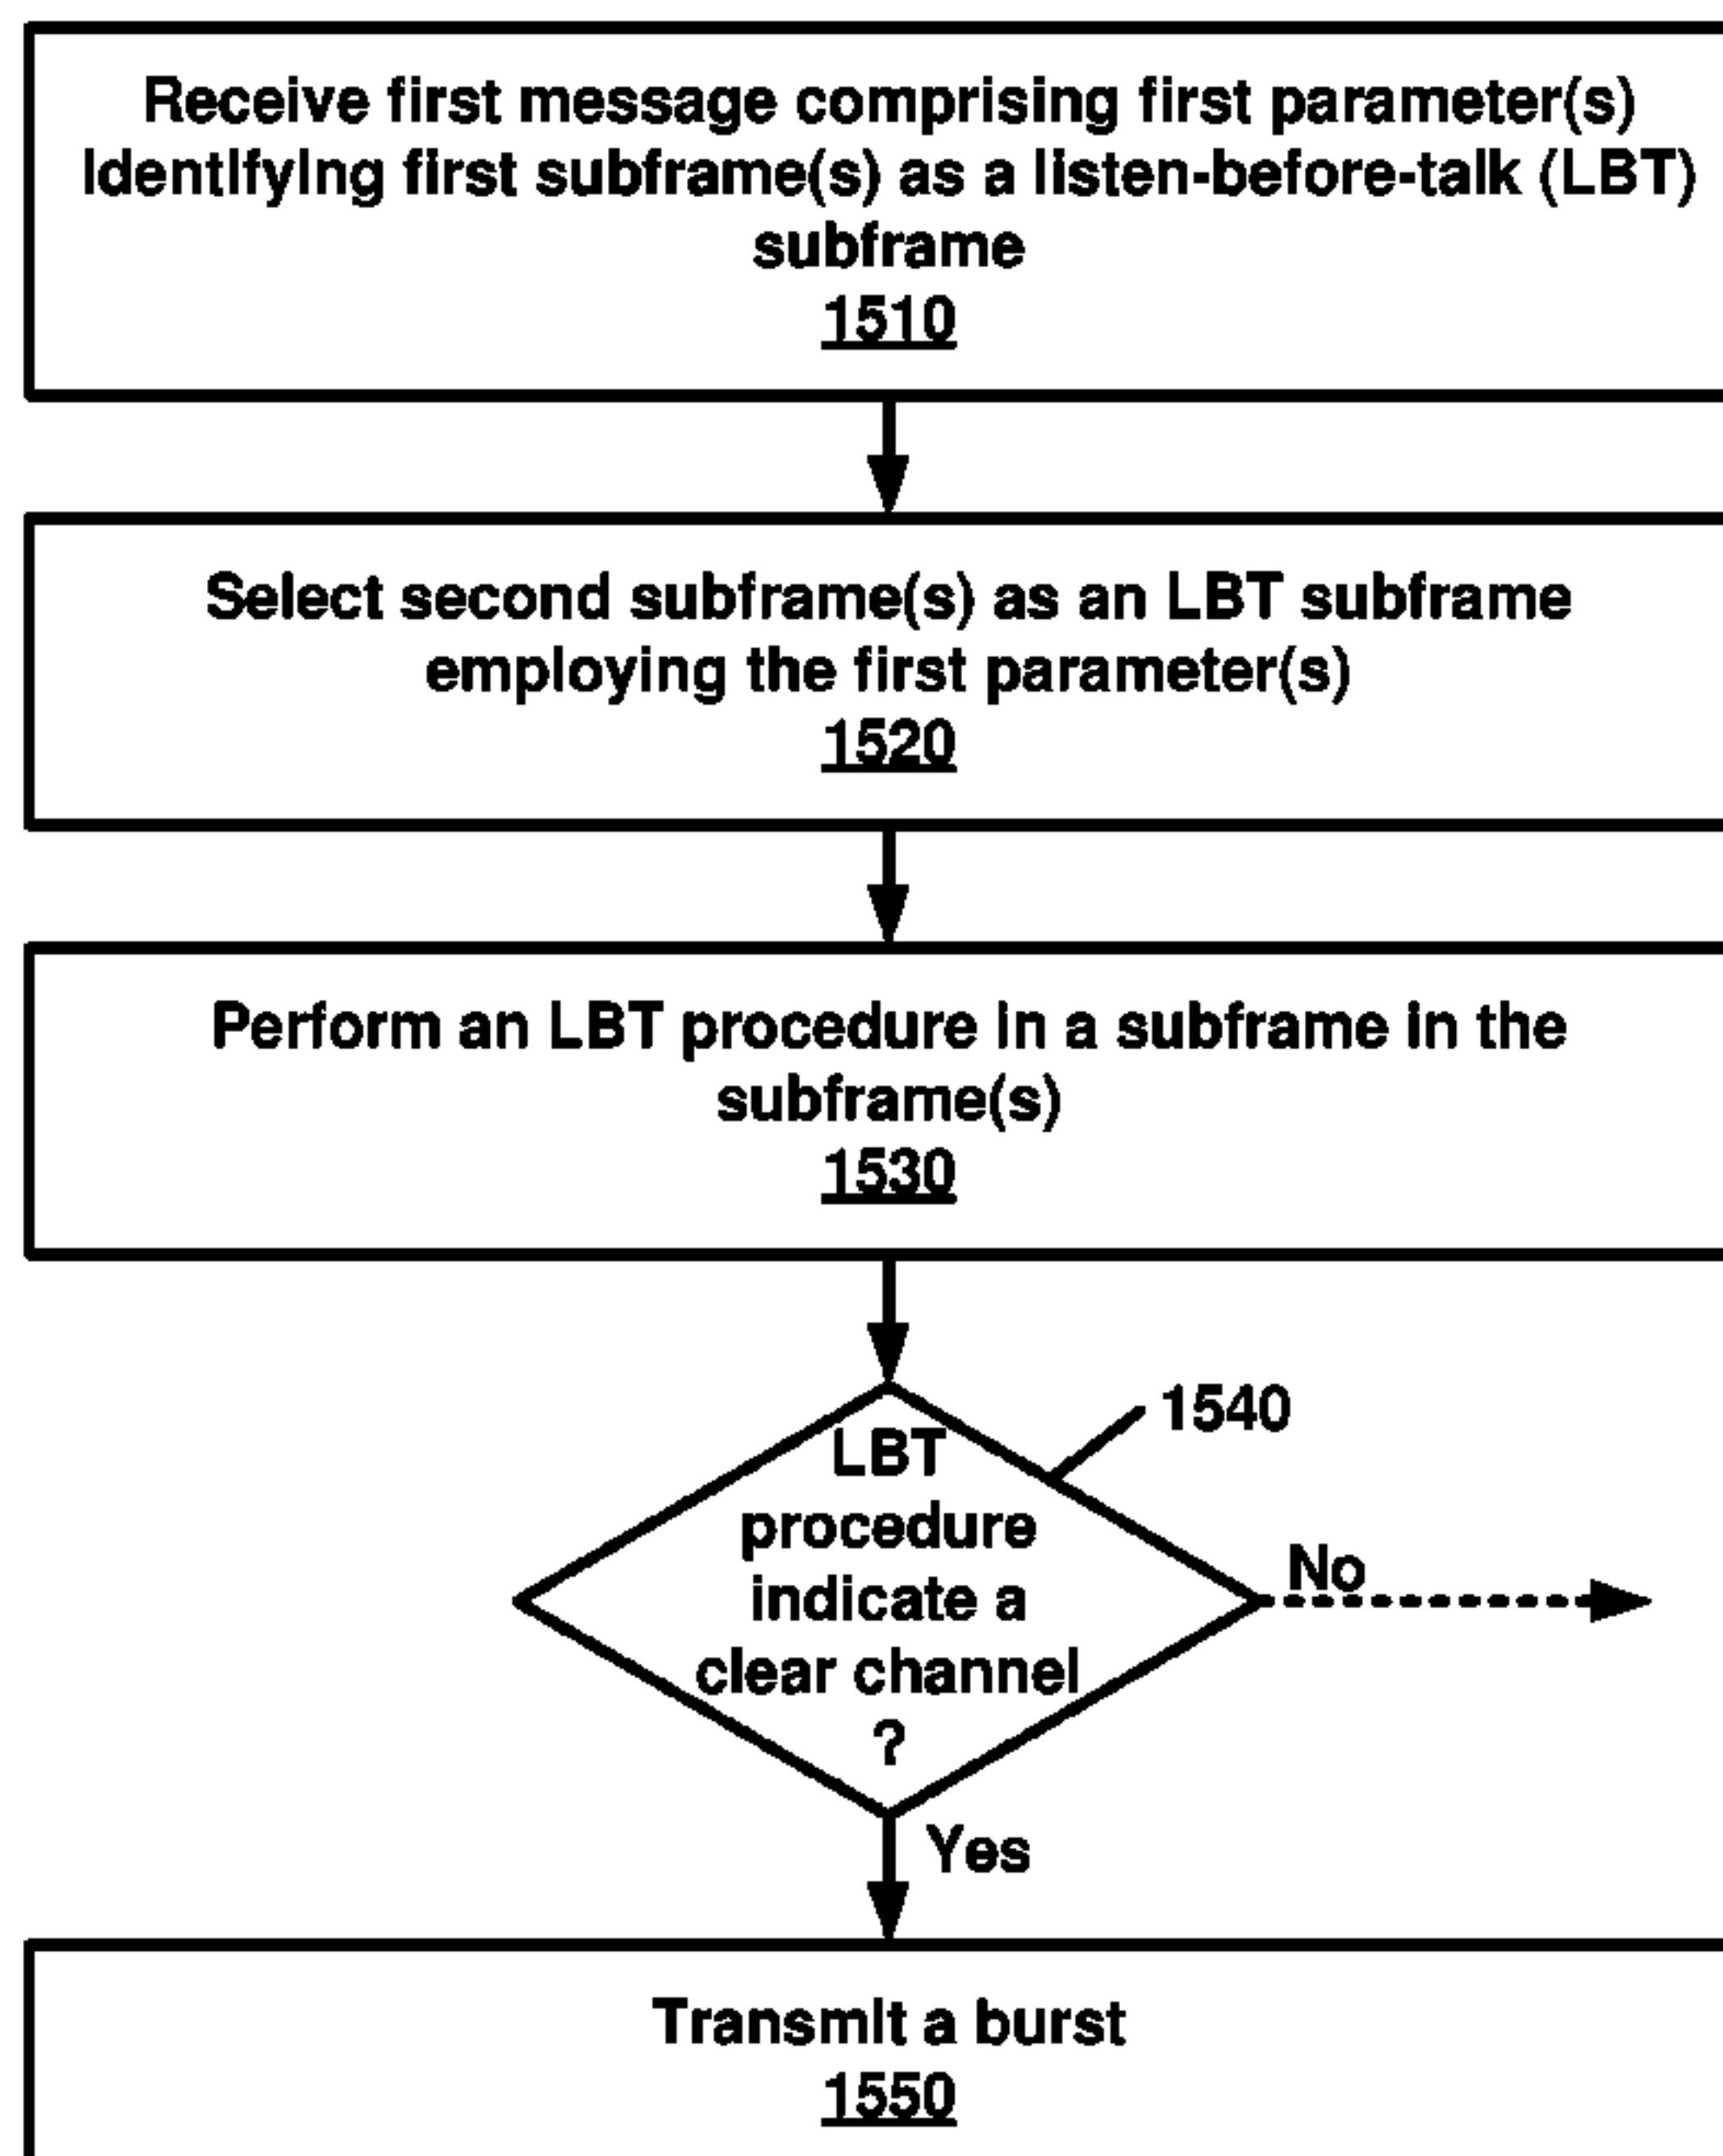 Receive first message comprising first parameter(s)
identifying first subframe(s) as a listen-before-talk (LBT)
subframe
1510
Select second subframe(s) as an LBT subframe
employing the first parameter(s)
1520
Perform an LBT procedure in a subframe in the
subframe(s)
1530
1540
LBT
procedure
indicate a
clear channel
?
No
Yes
Transmit a burst
1550